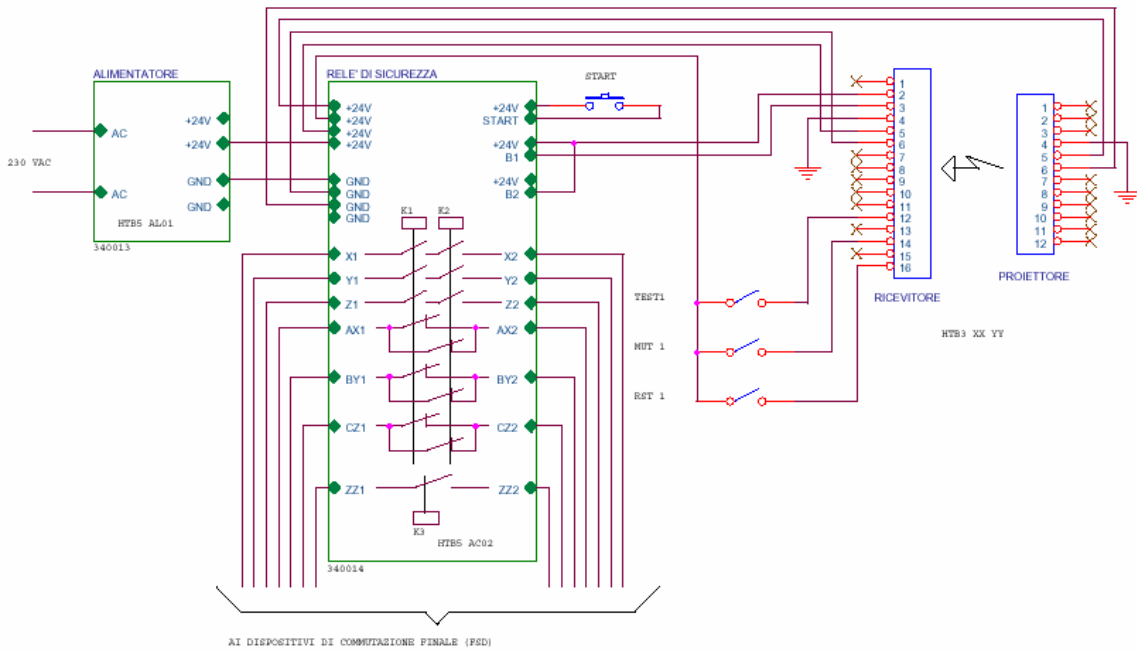 ALIMENTATORE
AC
AC
+24V
+24V
GND
GND
HTB5 AL01
340013
230 VAC
RELE' DI SICUREZZA
+24V
+24V
+24V
+24V
GND
GND
GND
GND
X1
Y1
Z1
AX1
BY1
CZ1
ZZ1
+24V
START
+24V
B1
+24V
B2
X2
Y2
Z2
AX2
BY2
CZ2
ZZ2
K1
K2
K3
HTB5 AC02
340014
START
TEST1
MUT 1
RST 1
1
2
3
4
5
6
7
8
9
10
11
12
13
14
15
16
RICEVITORE
1
2
3
4
5
6
7
8
9
10
11
12
PROIETTORE
HTB3 XX YY
AI DISPOSITIVI DI COMMUTAZIONE FINALE (FSD)